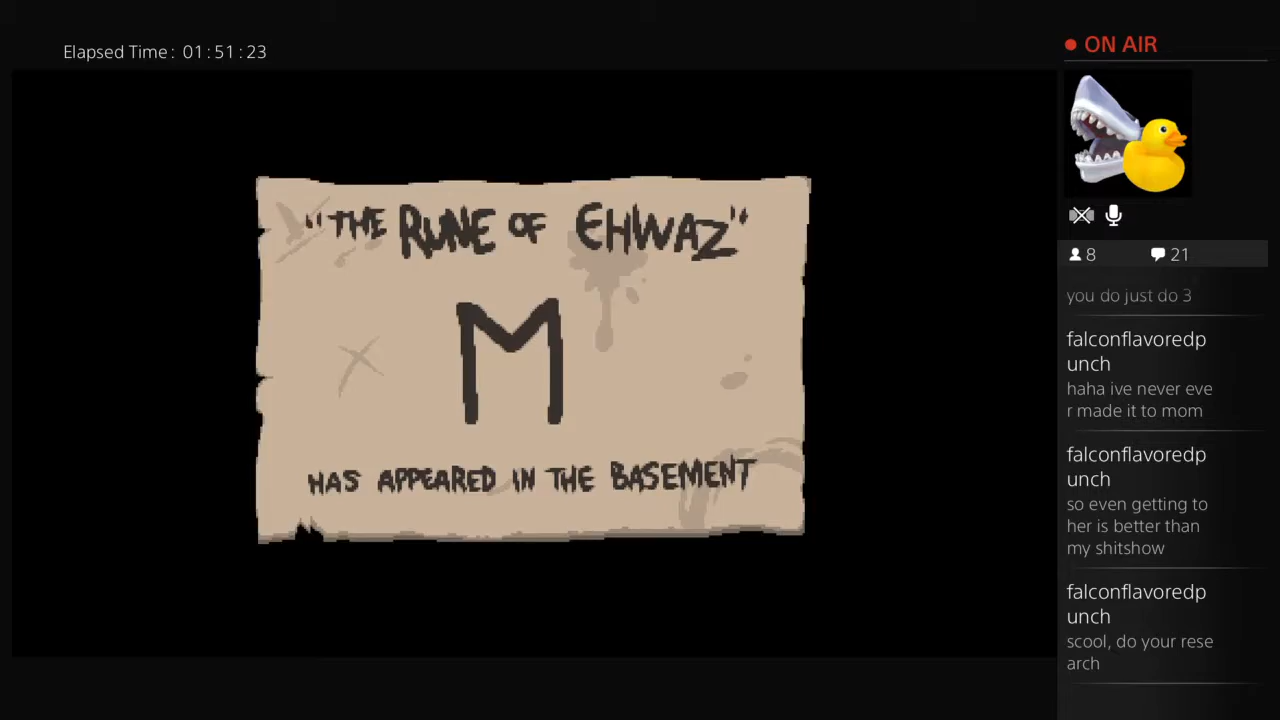 Elapsed Time: 01:51:23
ON AIR
"THE RUNE OF EHWAZ"
HAS APPEARED IN THE BASEMENT
8
21
you do just do 3
falconflavoredp
unch
haha ive never eve
r made it to mom
falconflavoredp
unch
so even getting to
her is better than
my shitshow
falconflavoredp
unch
scool, do your rese
arch